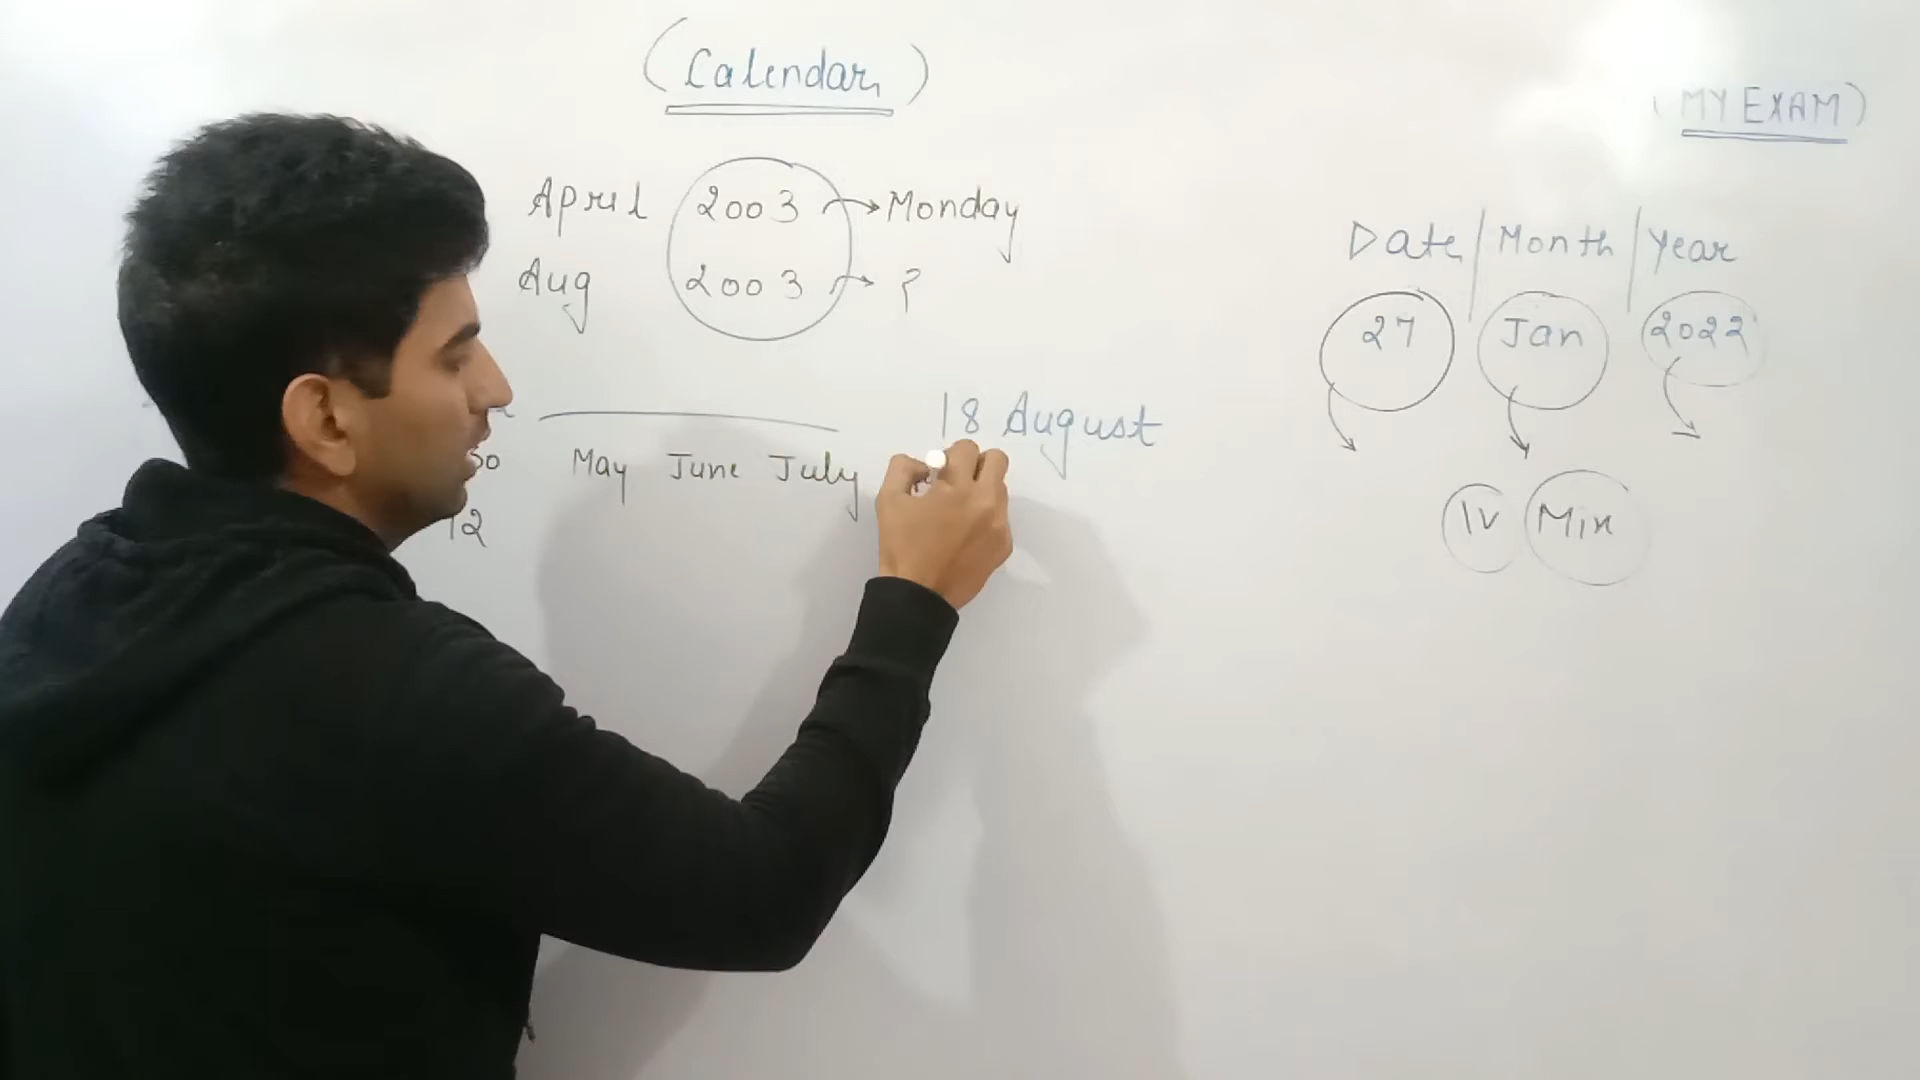 (Calendar)
(MY EXAM)
April 2003 → Monday
Aug 2003 → ?
Date / Month / Year
27 Jan 2022
18 August
May June July
12
IV Mix